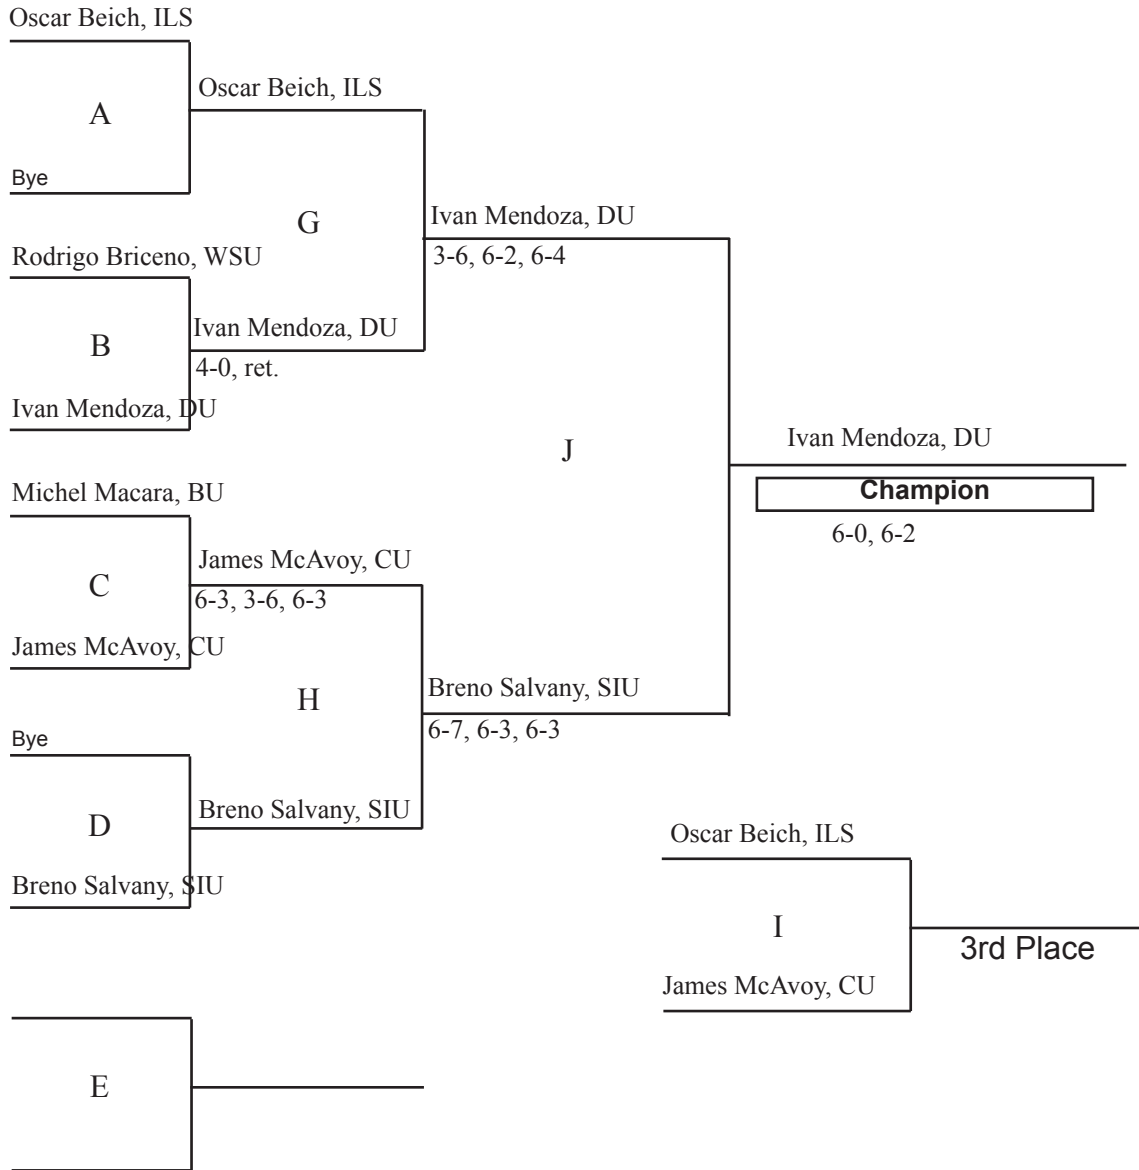 Oscar Beich, ILS
Oscar Beich, ILS
A
Bye
G
Ivan Mendoza, DU
3-6, 6-2, 6-4
Rodrigo Briceno, WSU
Ivan Mendoza, DU
4-0, ret.
B
Ivan Mendoza, DU
J
Ivan Mendoza, DU
Champion
6-0, 6-2
Michel Macara, BU
James McAvoy, CU
6-3, 3-6, 6-3
C
James McAvoy, CU
H
Breno Salvany, SIU
6-7, 6-3, 6-3
Bye
Breno Salvany, SIU
D
Breno Salvany, SIU
Oscar Beich, ILS
I
3rd Place
James McAvoy, CU
E